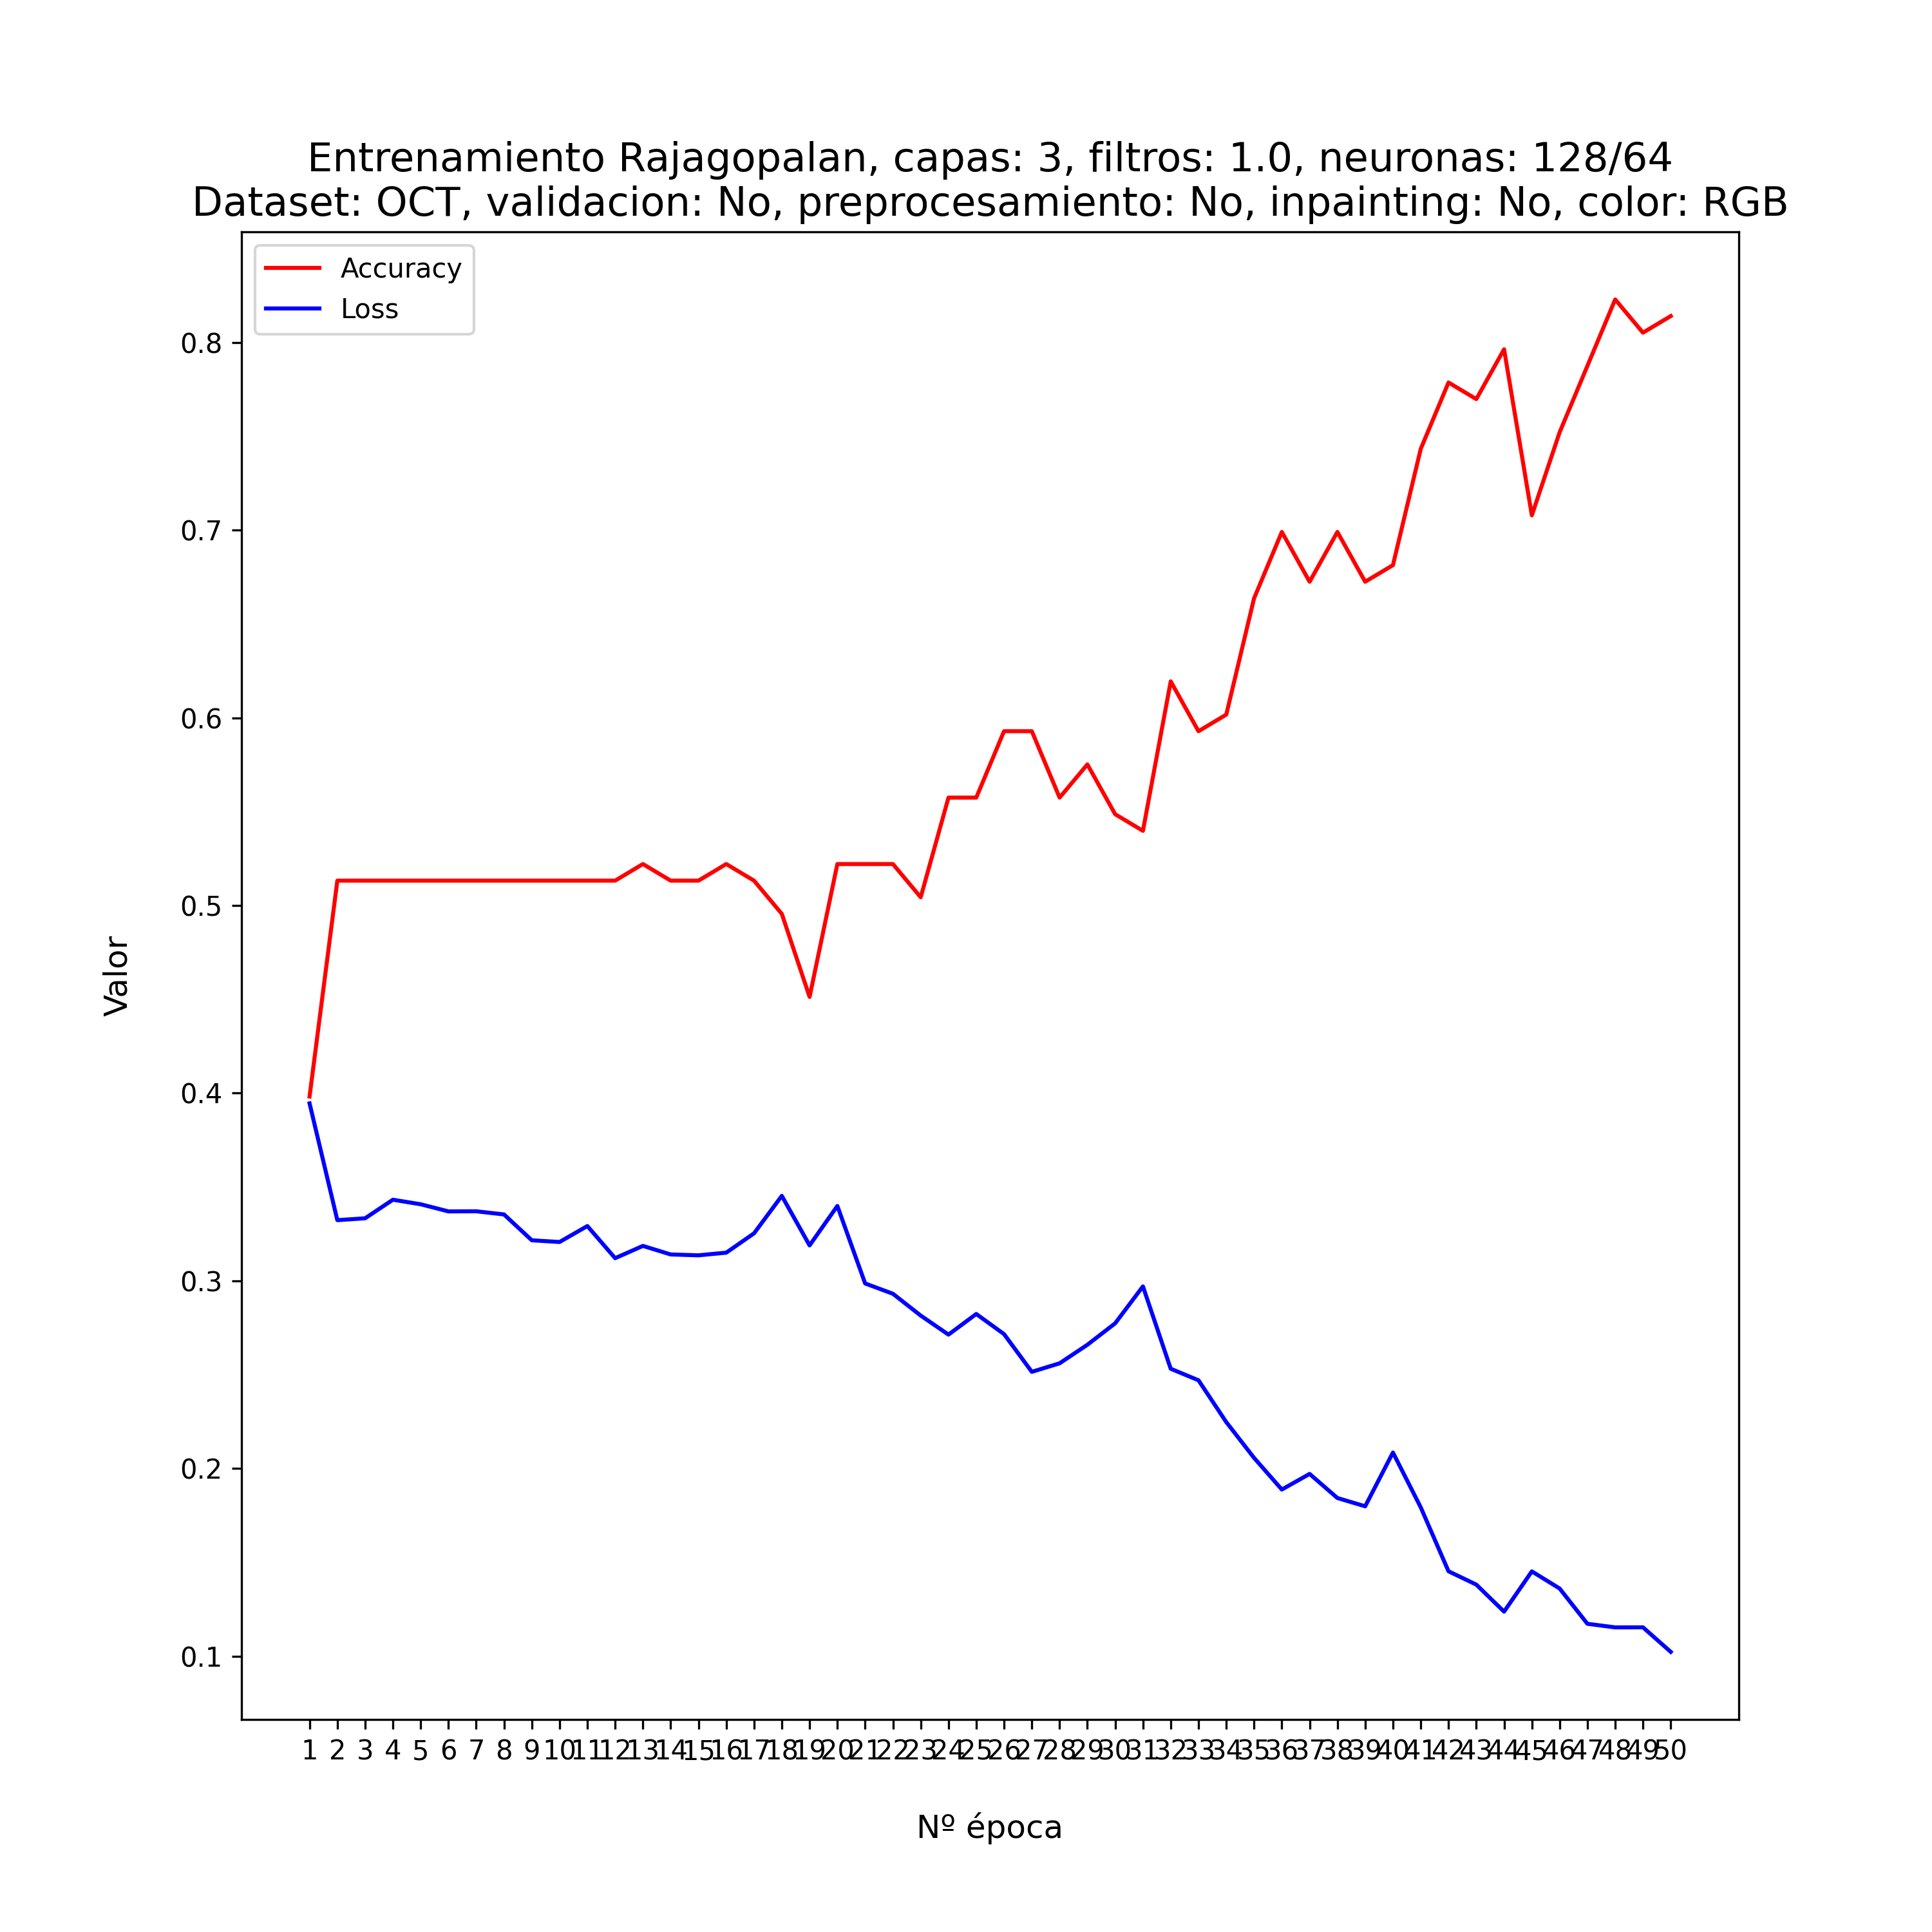 Entrenamiento Rajagopalan, capas: 3, filtros: 1.0, neuronas: 128/64
Dataset: OCT, validacion: No, preprocesamiento: No, inpainting: No, color: RGB
Accuracy
Loss
0.8
0.7
0.6
0.5
0.4
0.3
0.2
0.1
Valor
1 2 3 4 5 6 7 8 9 10 11 12 13 14 15 16 17 18 19 20 21 22 23 24 25 26 27 28 29 30 31 32 33 34 35 36 37 38 39 40 41 42 43 44 45 46 47 48 49 50
Nº época